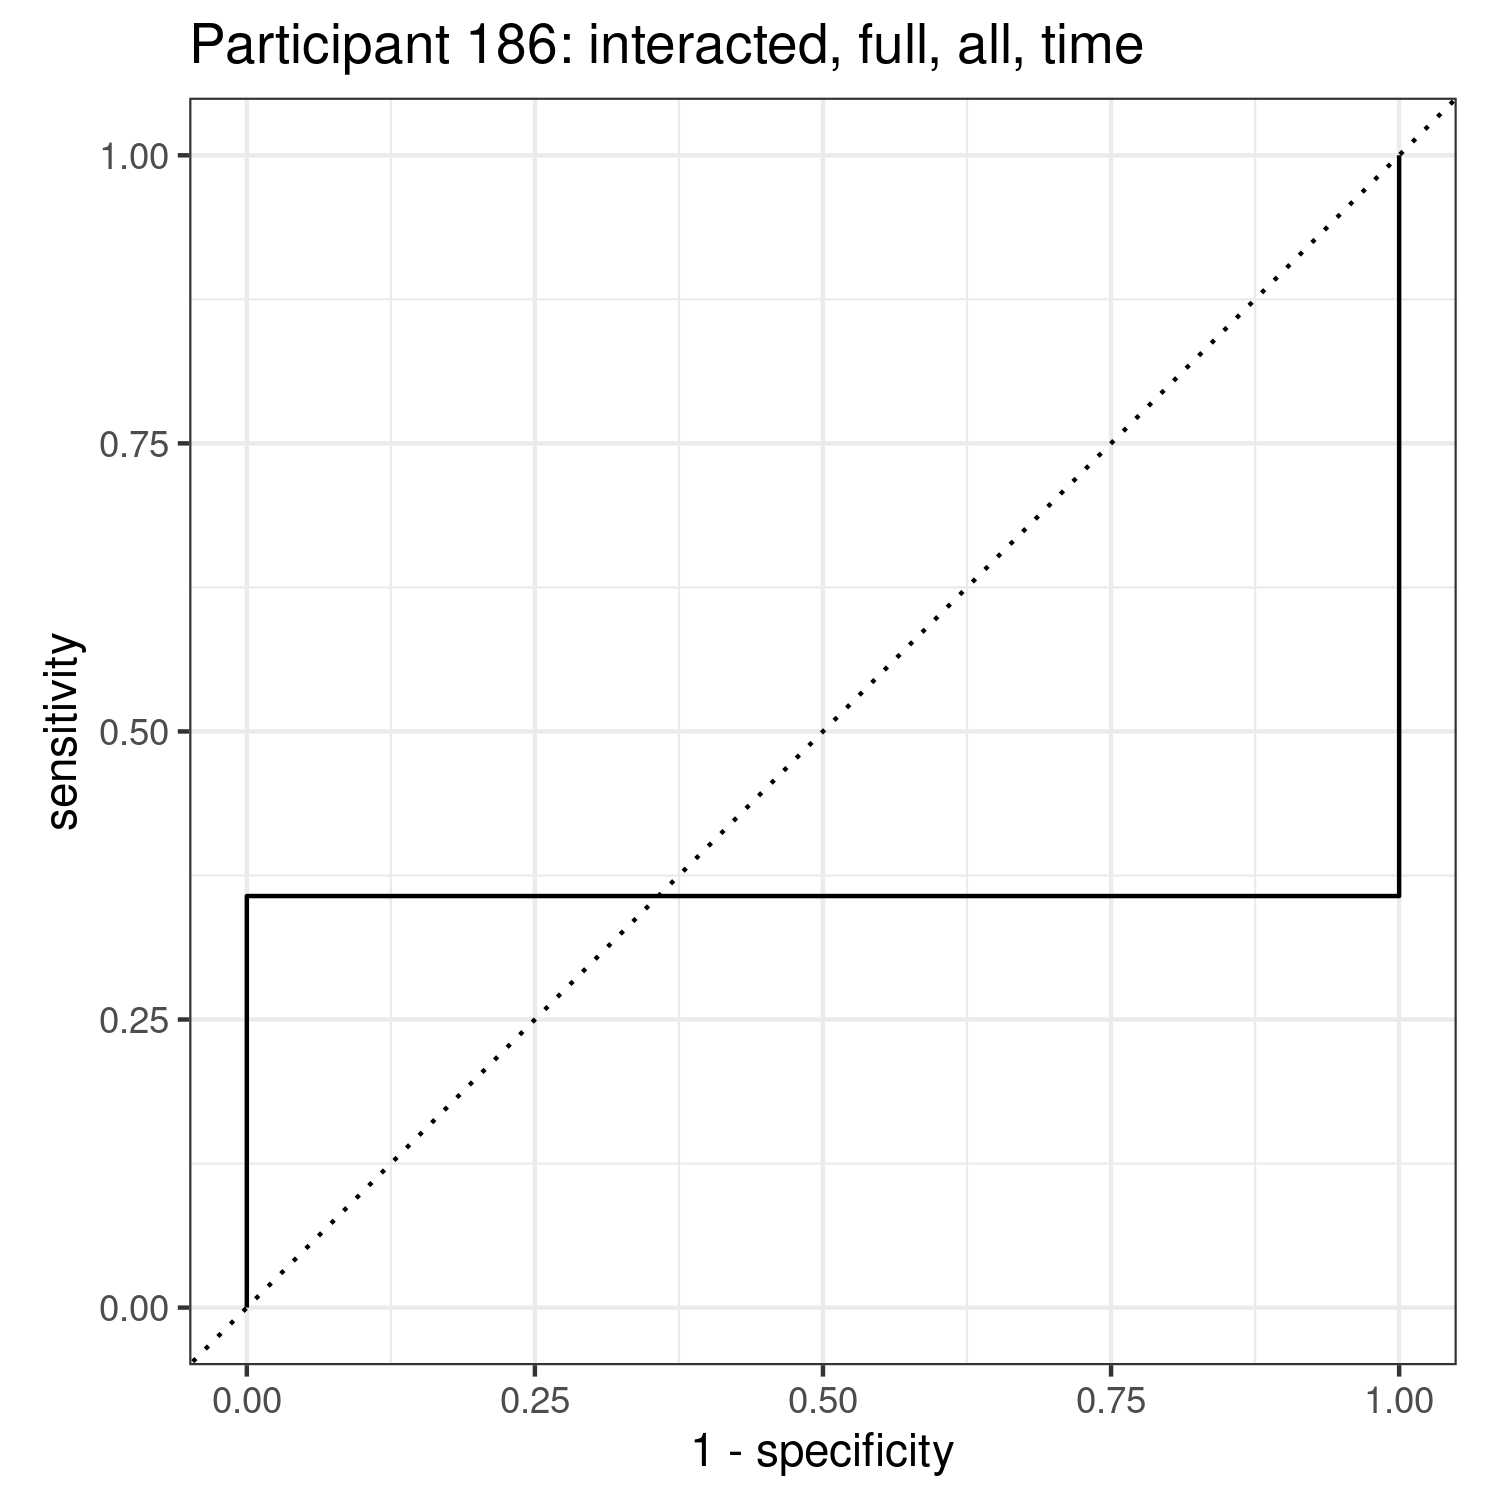 Participant 186: interacted, full, all, time
1.00
0.75
0.50
0.25
0.00
sensitivity
0.00 0.25 0.50 0.75 1.00
1 - specificity